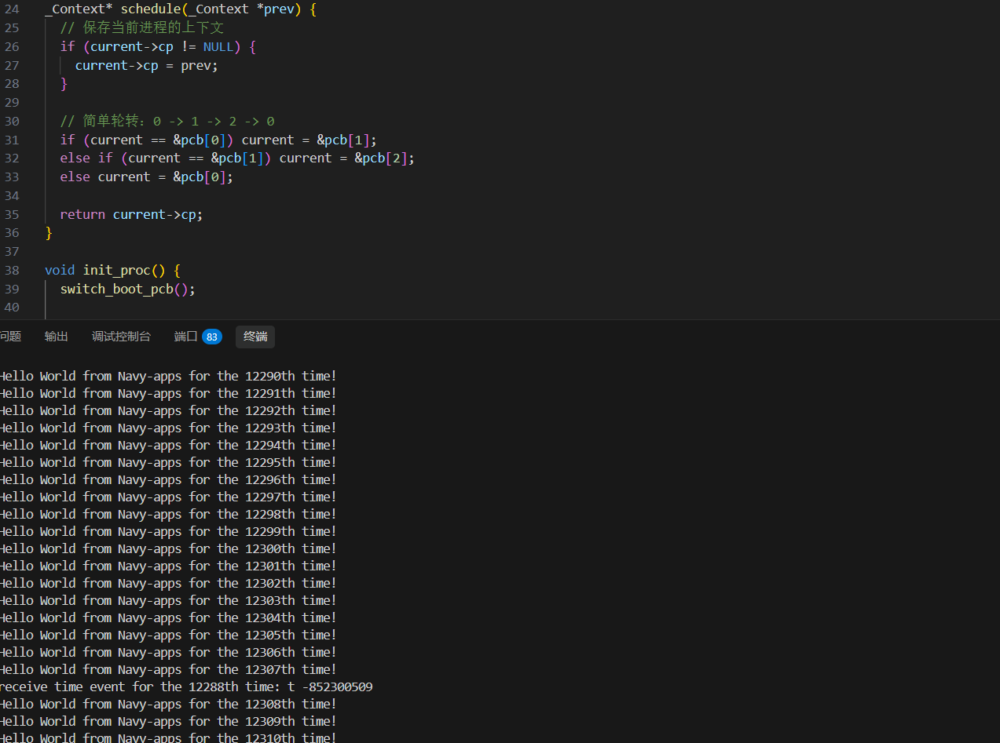 24 _Context* schedule(_Context *prev) {
25 // 保存当前进程的上下文
26 if (current->cp != NULL) {
27 current->cp = prev;
28 }
29
30 // 简单轮转：0 -> 1 -> 2 -> 0
31 if (current == &pcb[0]) current = &pcb[1];
32 else if (current == &pcb[1]) current = &pcb[2];
33 else current = &pcb[0];
34
35 return current->cp;
36 }
37
38 void init_proc() {
39 switch_boot_pcb();
40
问题 输出 调试控制台 端口 83 终端
Hello World from Navy-apps for the 12290th time!
Hello World from Navy-apps for the 12291th time!
Hello World from Navy-apps for the 12292th time!
Hello World from Navy-apps for the 12293th time!
Hello World from Navy-apps for the 12294th time!
Hello World from Navy-apps for the 12295th time!
Hello World from Navy-apps for the 12296th time!
Hello World from Navy-apps for the 12297th time!
Hello World from Navy-apps for the 12298th time!
Hello World from Navy-apps for the 12299th time!
Hello World from Navy-apps for the 12300th time!
Hello World from Navy-apps for the 12301th time!
Hello World from Navy-apps for the 12302th time!
Hello World from Navy-apps for the 12303th time!
Hello World from Navy-apps for the 12304th time!
Hello World from Navy-apps for the 12305th time!
Hello World from Navy-apps for the 12306th time!
Hello World from Navy-apps for the 12307th time!
receive time event for the 12288th time: t -852300509
Hello World from Navy-apps for the 12308th time!
Hello World from Navy-apps for the 12309th time!
Hello World from Navy-apps for the 12310th time!